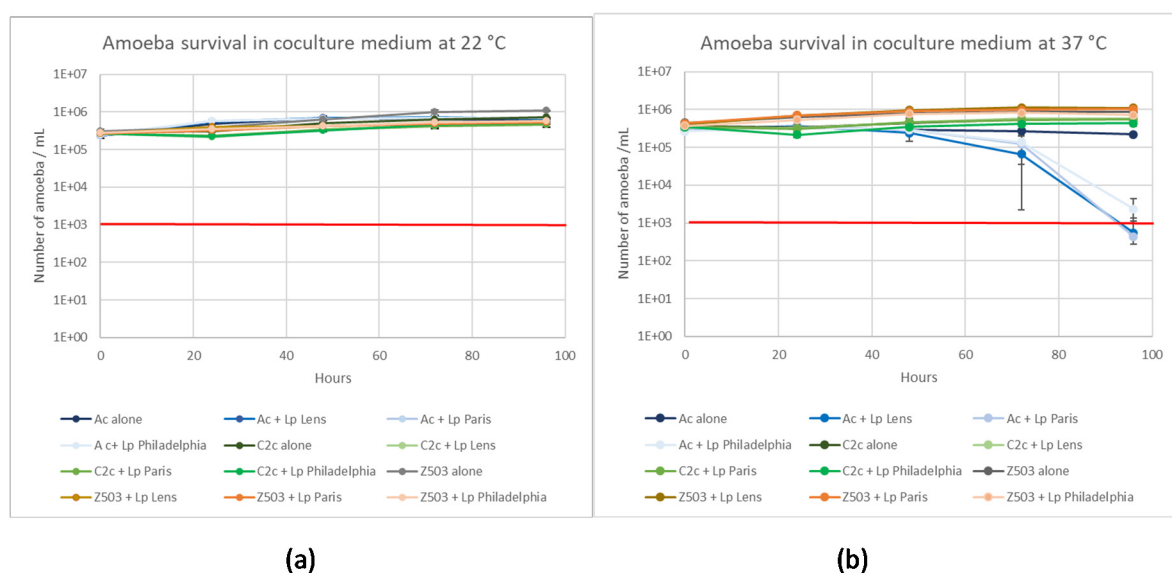 Amoeba survival in coculture medium at 22 °C
Number of amoeba /mL
1E+07
1E+06
1E+05
1E+04
1E+03
1E+02
1E+01
1E+00
0 20 40 60 80 100
Hours
Ac alone Ac + Lp Lens Ac + Lp Paris
A c+ Lp Philadelphia C2c alone C2c + Lp Lens
C2c + Lp Paris C2c + Lp Philadelphia Z503 alone
Z503 + Lp Lens Z503 + Lp Paris Z503 + Lp Philadelphia
(a)
Amoeba survival in coculture medium at 37 °C
Number of amoeba /mL
1E+07
1E+06
1E+05
1E+04
1E+03
1E+02
1E+01
1E+00
0 20 40 60 80 100
Hours
Ac alone Ac + Lp Lens Ac + Lp Paris
Ac + Lp Philadelphia C2c alone C2c + Lp Lens
C2c + Lp Paris C2c + Lp Philadelphia Z503 alone
Z503 + Lp Lens Z503 + Lp Paris Z503 + Lp Philadelphia
(b)